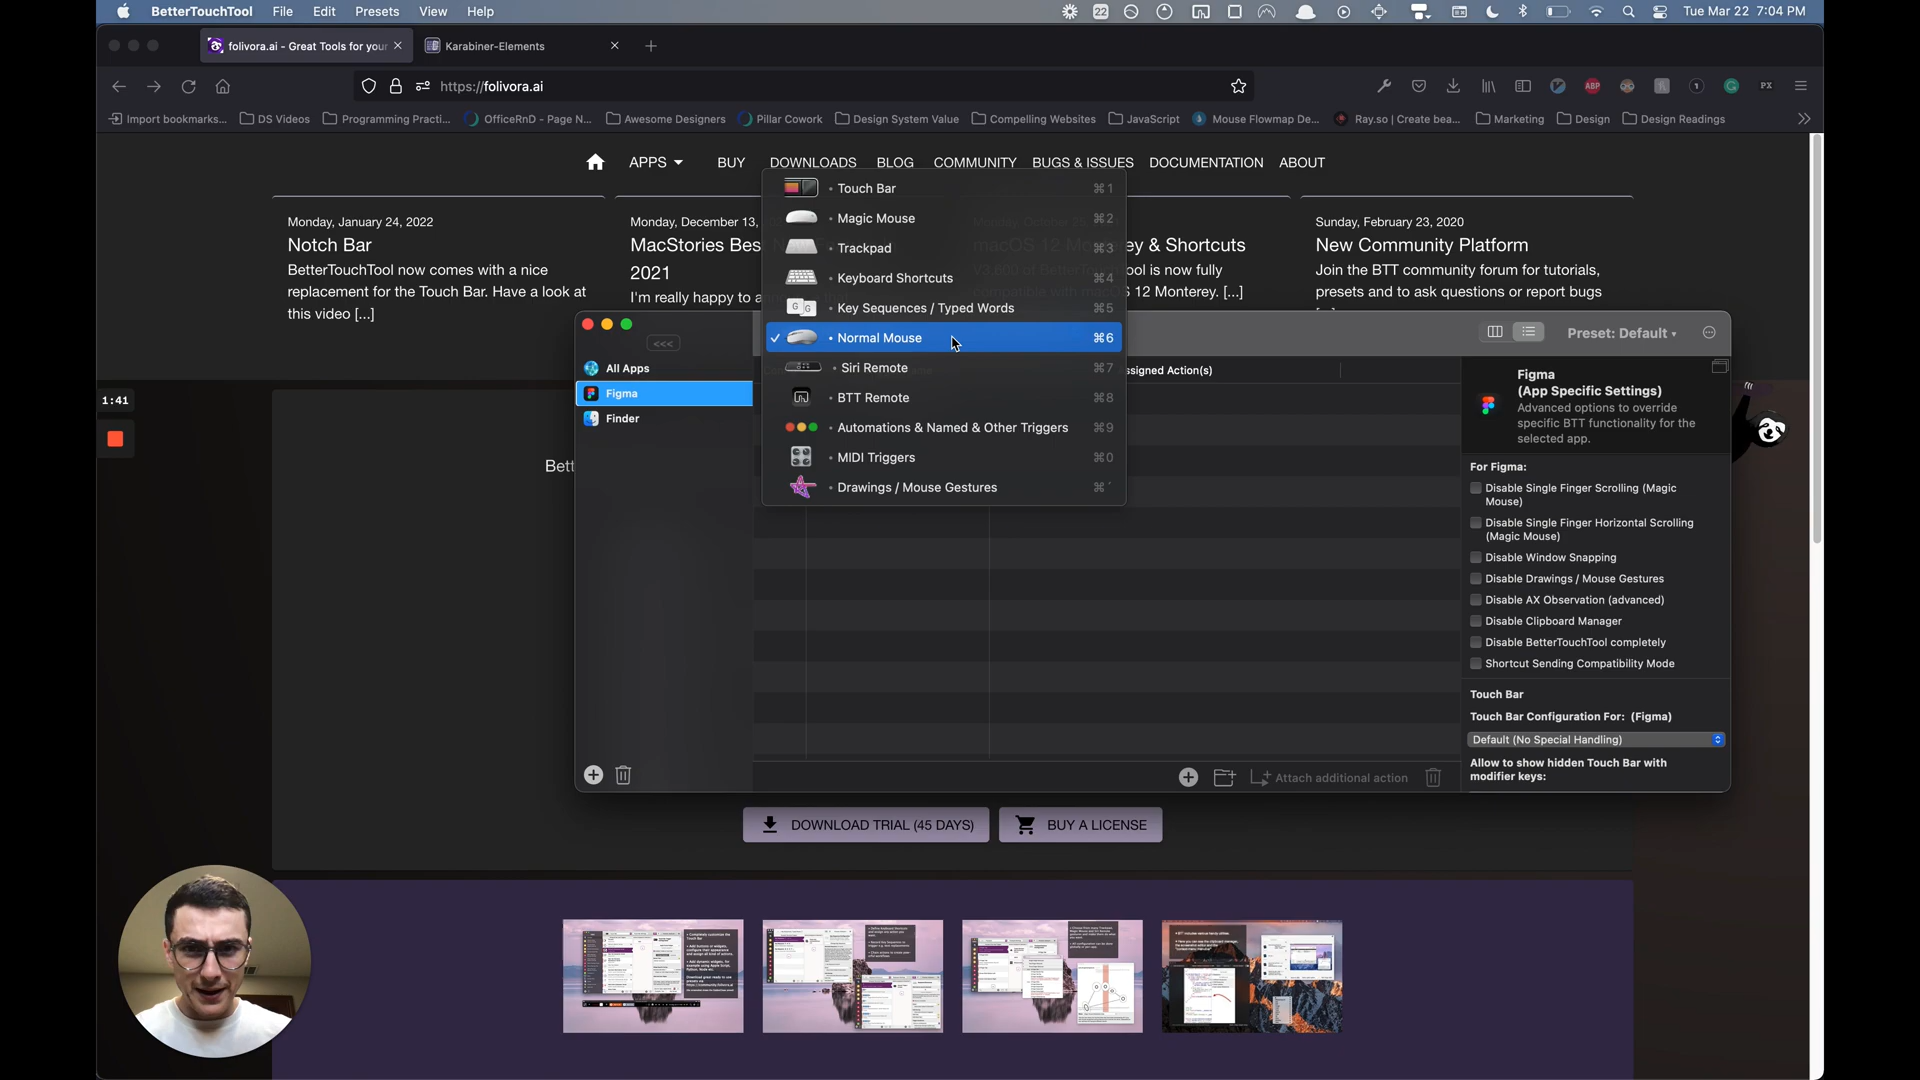 BetterTouchTool File Edit Presets View Help
22
Tue Mar 22 7:04 PM
folivora.ai - Great Tools for your
Karabiner-Elements
https://folivora.ai
ABP
PX
Import bookmarks...
DS Videos
Programming Practi...
OfficeRnD - Page N...
Awesome Designers
Pillar Cowork
Design System Value
Compelling Websites
JavaScript
Mouse Flowmap De...
Ray.so | Create bea...
Marketing
Design
Design Readings
APPS BUY DOWNLOADS BLOG COMMUNITY BUGS & ISSUES DOCUMENTATION ABOUT
Monday, January 24, 2022
Notch Bar
BetterTouchTool now comes with a nice
replacement for the Touch Bar. Have a look at
this video [...]
Monday, December 13,
MacStories Bes
2021
I'm really happy to a
ey & Shortcuts
ool is now fully
S 12 Monterey. [...]
Sunday, February 23, 2020
New Community Platform
Join the BTT community forum for tutorials,
presets and to ask questions or report bugs
• Touch Bar ⌘1
• Magic Mouse ⌘2
• Trackpad ⌘3
• Keyboard Shortcuts ⌘4
• Key Sequences / Typed Words ⌘5
✓ • Normal Mouse ⌘6
• Siri Remote ⌘7
• BTT Remote ⌘8
• Automations & Named & Other Triggers ⌘9
• MIDI Triggers ⌘0
• Drawings / Mouse Gestures ⌘´
<<<
All Apps
Figma
Finder
ssigned Action(s)
Preset: Default
Figma
(App Specific Settings)
Advanced options to override
specific BTT functionality for the
selected app.
For Figma:
Disable Single Finger Scrolling (Magic
Mouse)
Disable Single Finger Horizontal Scrolling
(Magic Mouse)
Disable Window Snapping
Disable Drawings / Mouse Gestures
Disable AX Observation (advanced)
Disable Clipboard Manager
Disable BetterTouchTool completely
Shortcut Sending Compatibility Mode
Touch Bar
Touch Bar Configuration For: (Figma)
Default (No Special Handling)
Allow to show hidden Touch Bar with
modifier keys:
Attach additional action
1:41
Bett
DOWNLOAD TRIAL (45 DAYS)
BUY A LICENSE